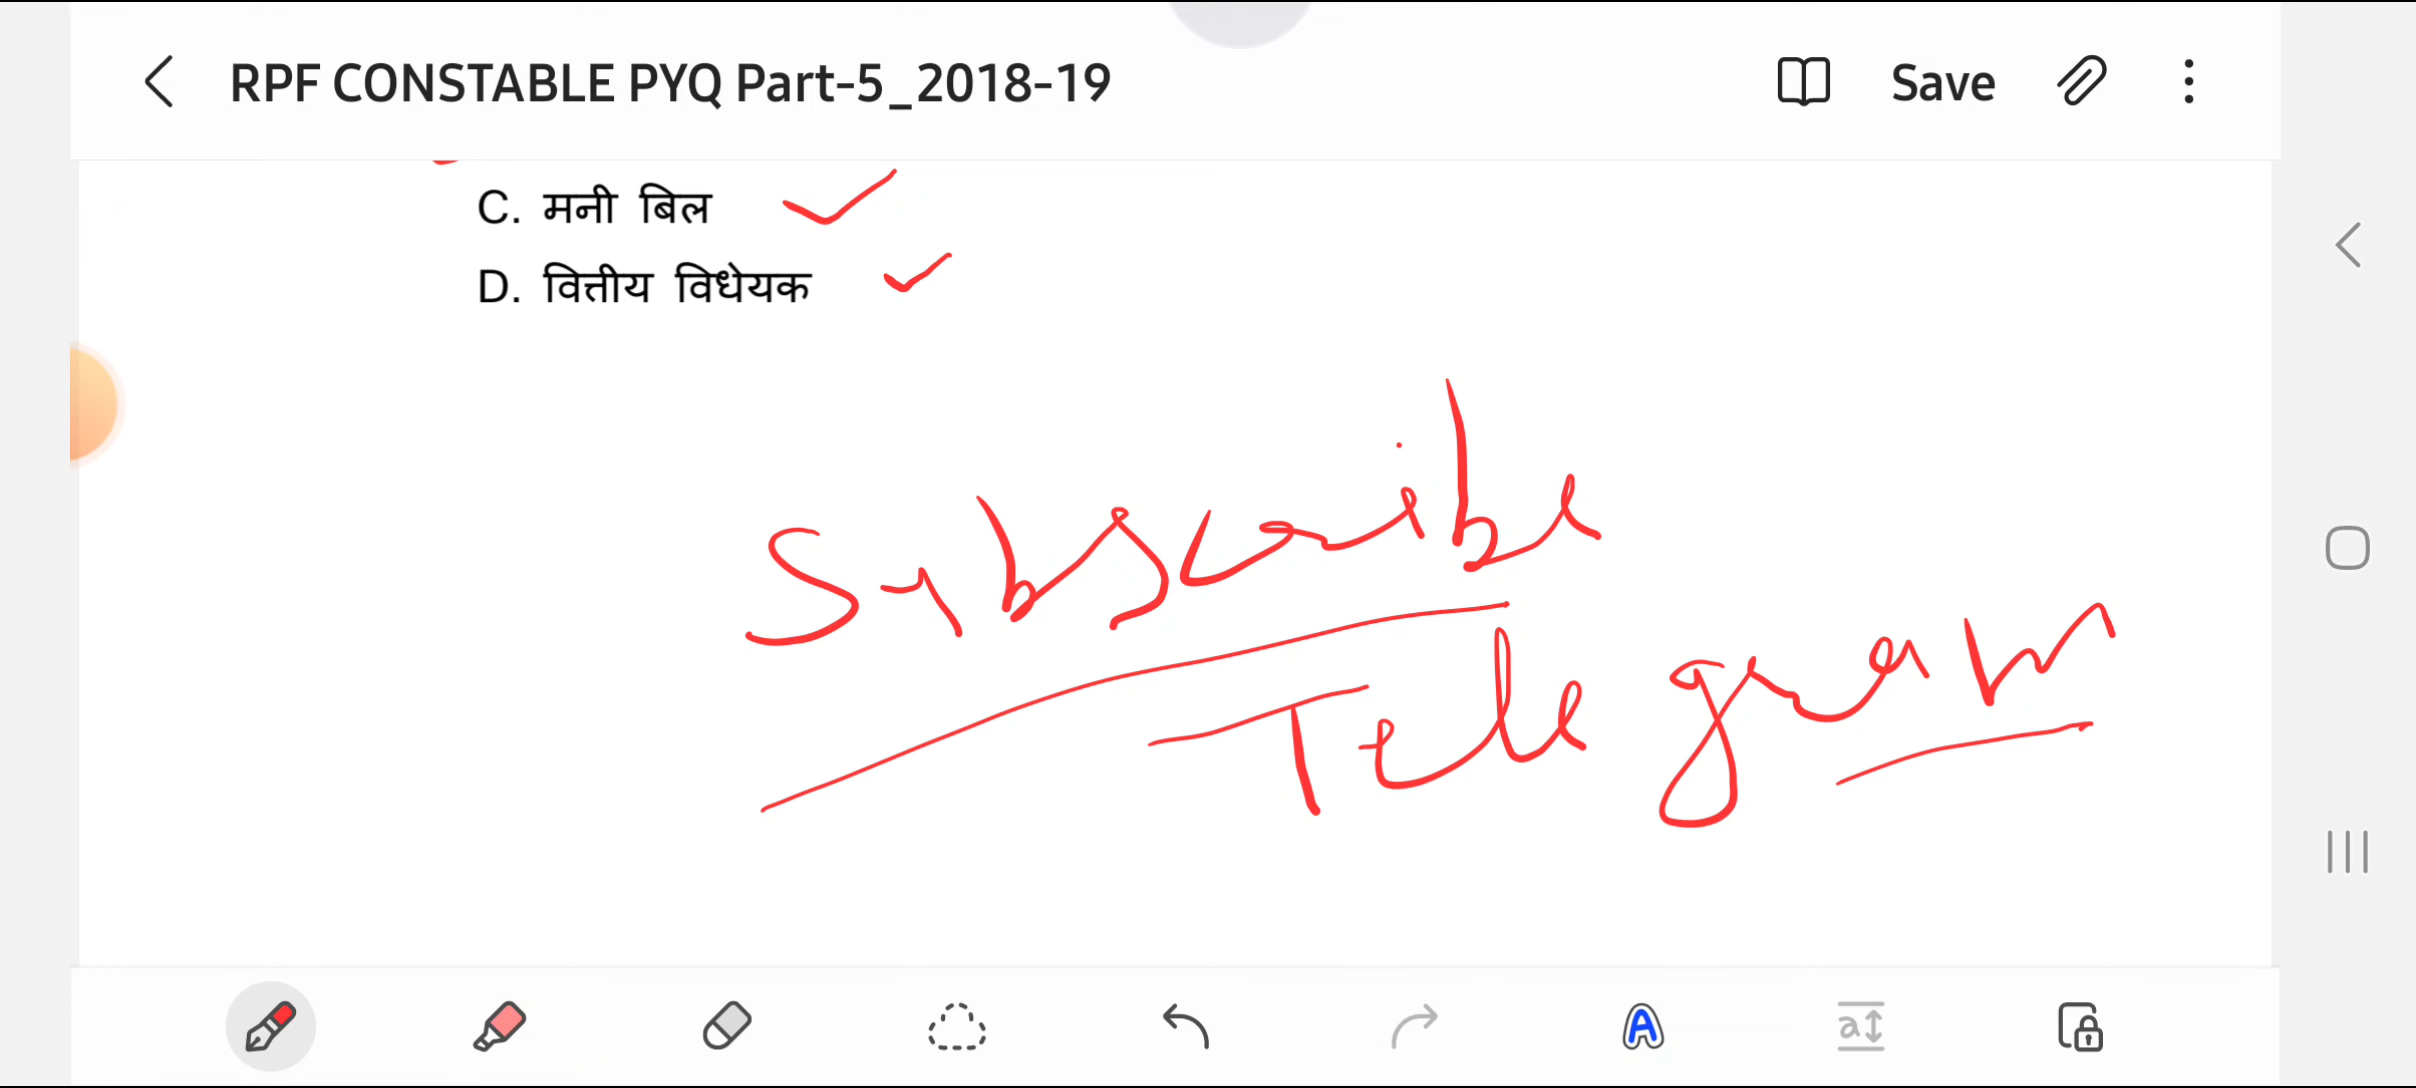 RPF CONSTABLE PYQ Part-5_2018-19 Save
C. मनी बिल
D. वित्तीय विधेयक
Subscribe
Telegram